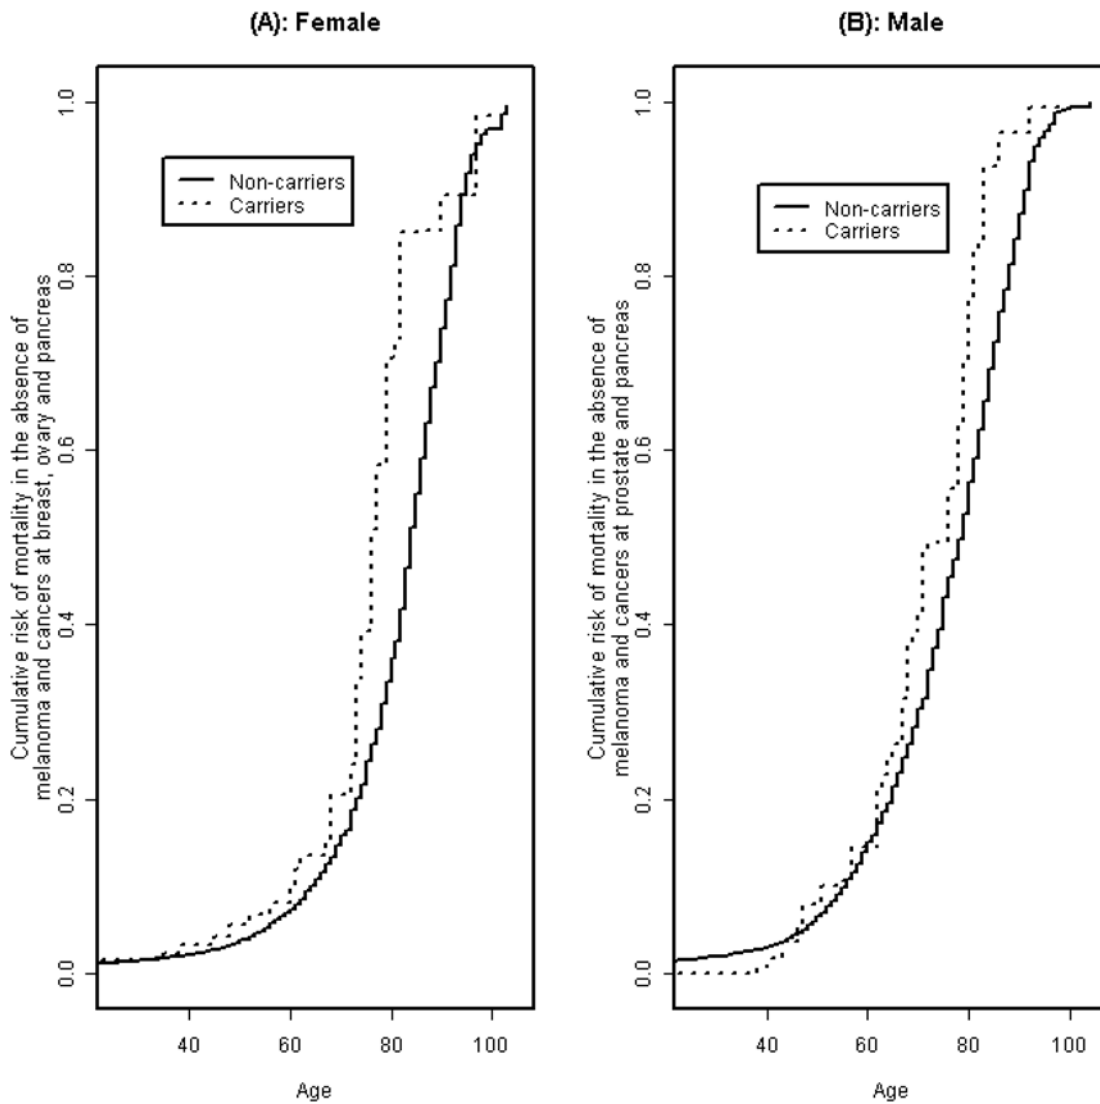 (A): Female
Cumulative risk of mortality in the absence of
melanoma and cancers at breast, ovary and pancreas
1.0
0.8
0.6
0.4
0.2
0.0
Non-carriers
Carriers
40 60 80 100
Age
(B): Male
Cumulative risk of mortality in the absence of
melanoma and cancers at prostate and pancreas
1.0
0.8
0.6
0.4
0.2
0.0
Non-carriers
Carriers
40 60 80 100
Age